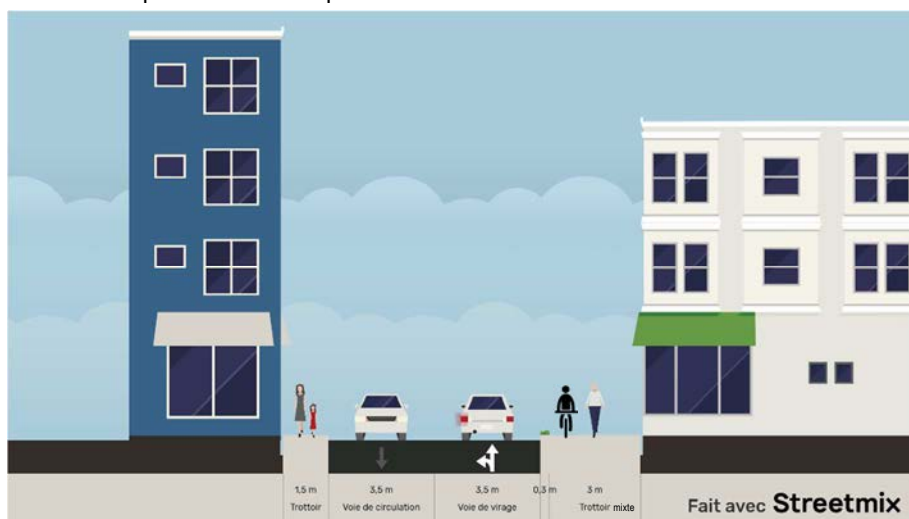 1,5 m
3,5 m
3,5 m
0,3 m
3 m
Trottoir
Voie de circulation
Voie de virage
Trottoir mixte
Fait avec Streetmix